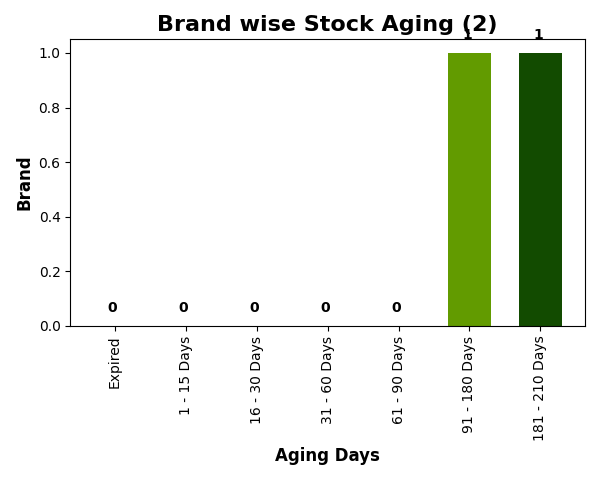 Brand wise Stock Aging (2)
1 1
1.0
0.8
0.6
0.4
0.2
0.0
0 0 0 0 0
Brand
Expired
1 - 15 Days
16 - 30 Days
31 - 60 Days
61 - 90 Days
91 - 180 Days
181 - 210 Days
Aging Days